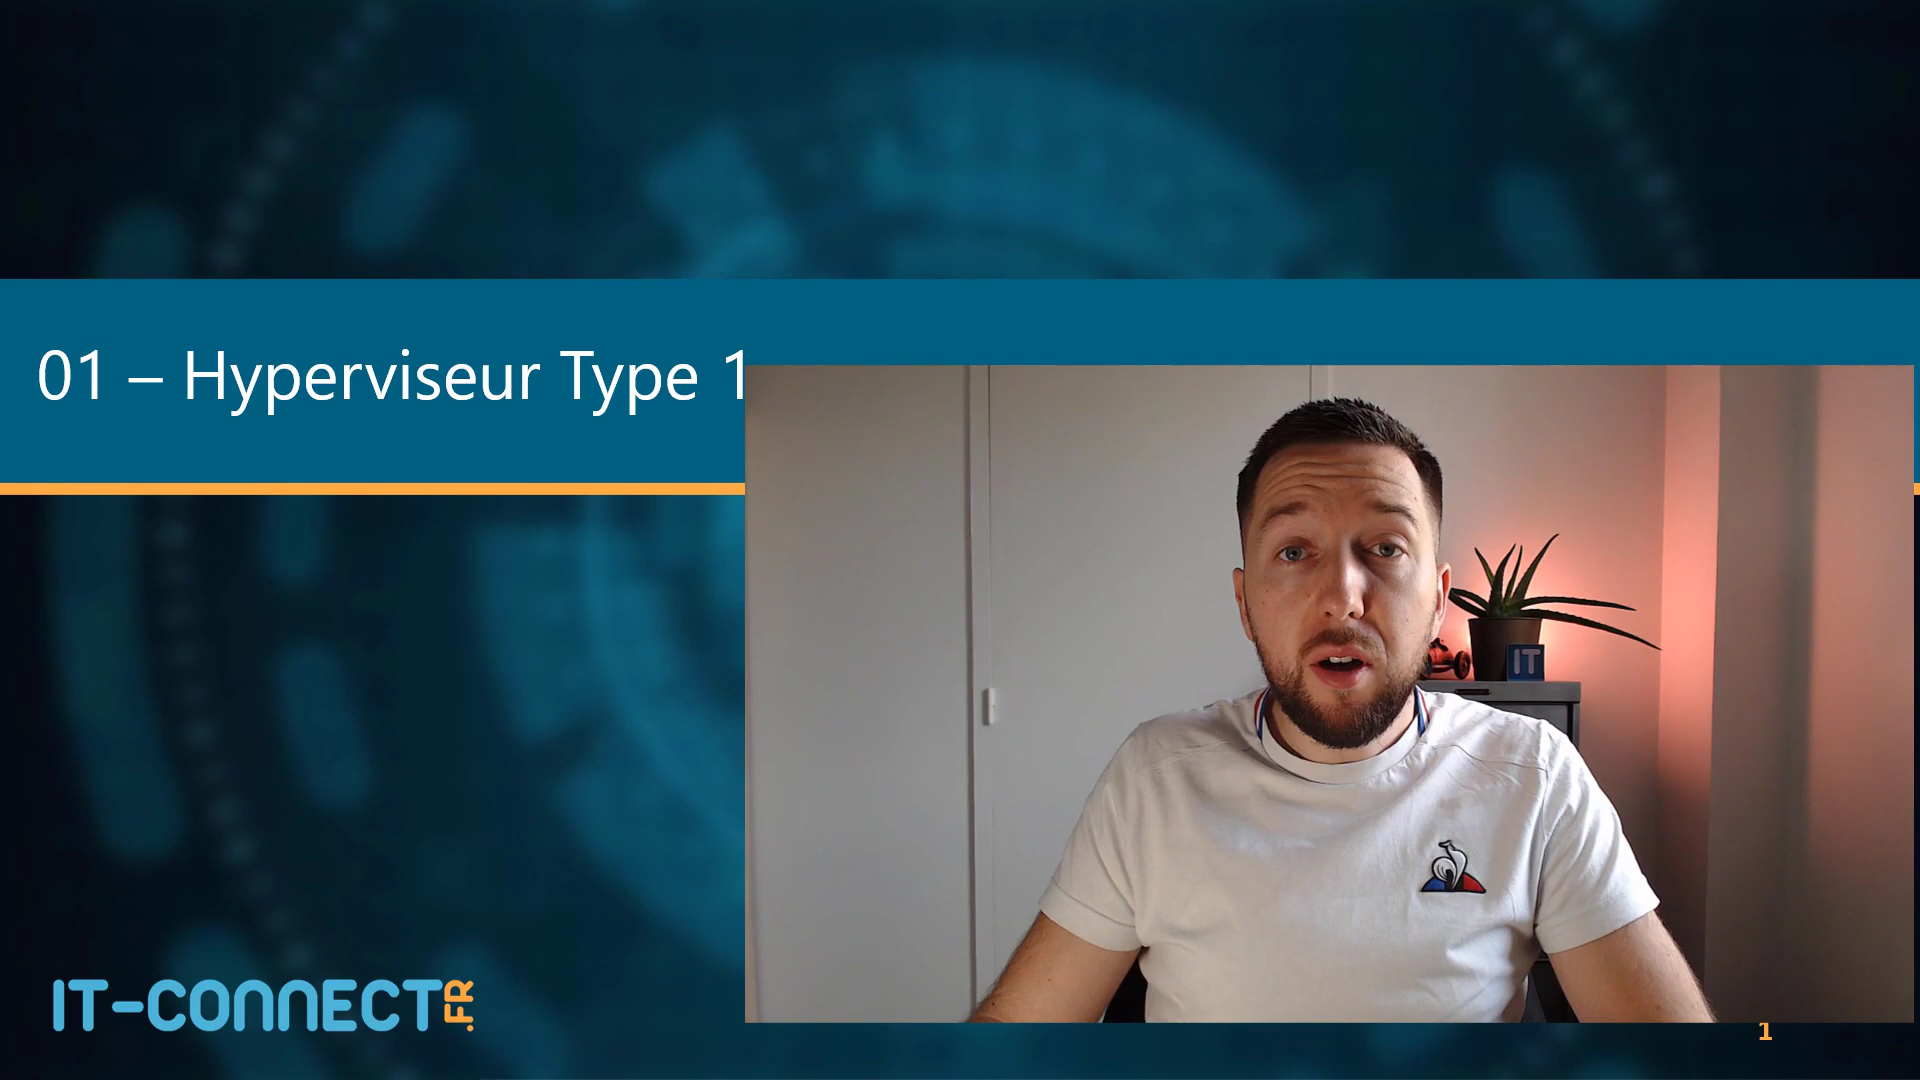 01 – Hyperviseur Type 1
IT
IT-CONNECT.FR
1